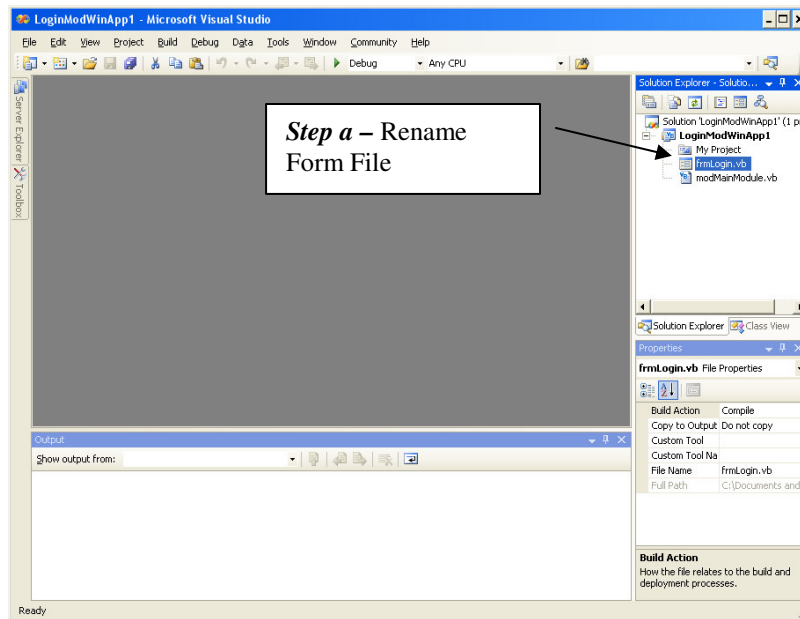 LoginModWinApp1 - Microsoft Visual Studio
File Edit View Project Build Debug Data Tools Window Community Help
Debug Any CPU
Server Explorer
Toolbox
Step a – Rename
Form File
Solution Explorer - Solutio...
Solution 'LoginModWinApp1' (1 p
LoginModWinApp1
My Project
frmLogin.vb
modMainModule.vb
Solution Explorer Class View
Properties
frmLogin.vb File Properties
Build Action Compile
Copy to Output Do not copy
Custom Tool
Custom Tool Na
File Name frmLogin.vb
Full Path C:\Documents and
Build Action
How the file relates to the build and
deployment processes.
Output
Show output from:
Ready